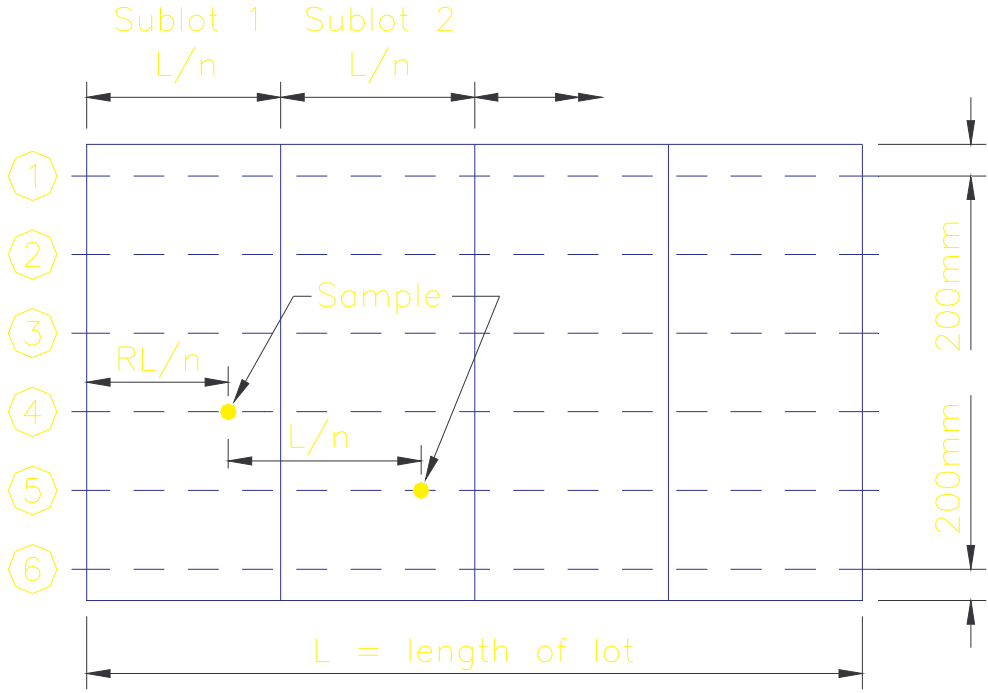 Sublot 1 Sublot 2
L/n L/n
1
2
3
4
5
6
Sample
RL/n
L/n
200mm
200mm
L = length of lot